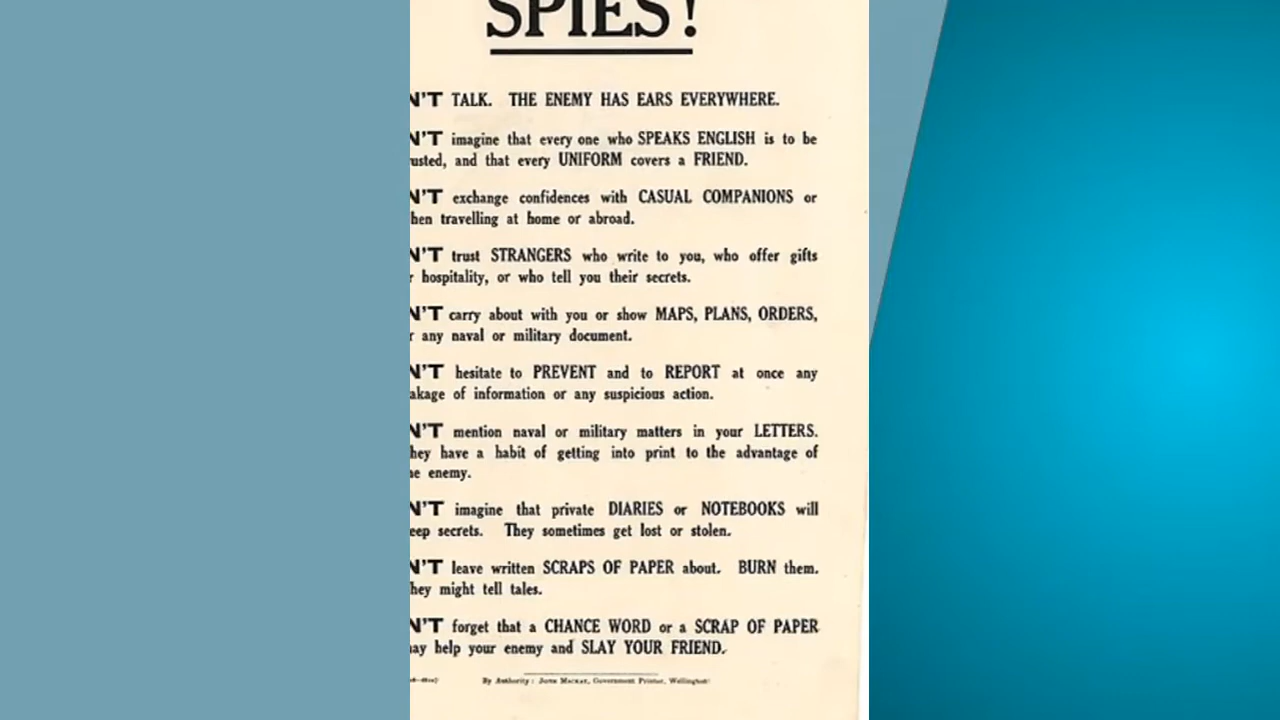 SPIES!
N'T TALK. THE ENEMY HAS EARS EVERYWHERE.
N'T imagine that every one who SPEAKS ENGLISH is to be
usted, and that every UNIFORM covers a FRIEND.
N'T exchange confidences with CASUAL COMPANIONS or
hen travelling at home or abroad.
N'T trust STRANGERS who write to you, who offer gifts
r hospitality, or who tell you their secrets.
N'T carry about with you or show MAPS, PLANS, ORDERS,
r any naval or military document.
N'T hesitate to PREVENT and to REPORT at once any
akage of information or any suspicious action.
N'T mention naval or military matters in your LETTERS.
hey have a habit of getting into print to the advantage of
e enemy.
N'T imagine that private DIARIES or NOTEBOOKS will
eep secrets. They sometimes get lost or stolen.
N'T leave written SCRAPS OF PAPER about. BURN them.
hey might tell tales.
N'T forget that a CHANCE WORD or a SCRAP OF PAPER
ay help your enemy and SLAY YOUR FRIEND.
By Authority: JOHN MACKAY, Government Printer, Wellington